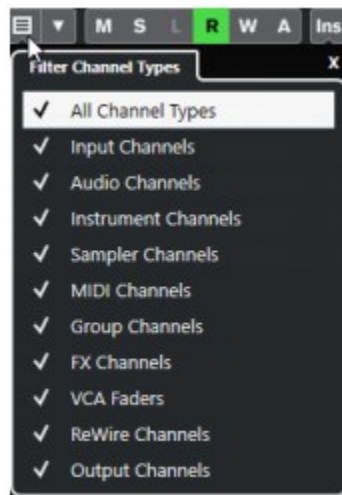 M S L R W A Ins
Filter Channel Types X
All Channel Types
Input Channels
Audio Channels
Instrument Channels
Sampler Channels
MIDI Channels
Group Channels
FX Channels
VCA Faders
ReWire Channels
Output Channels